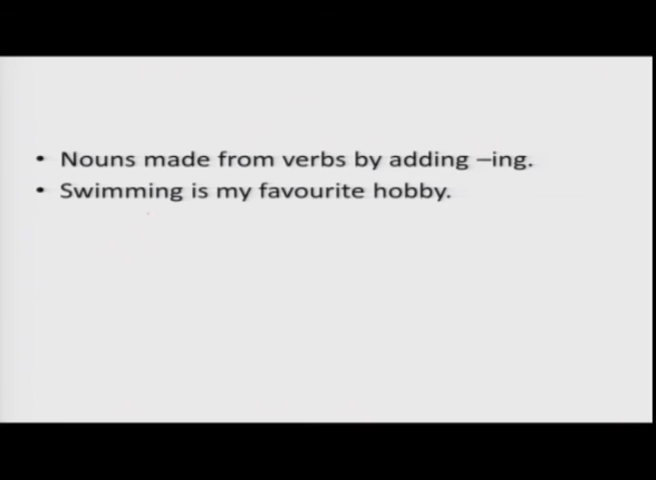 • Nouns made from verbs by adding –ing.
• Swimming is my favourite hobby.